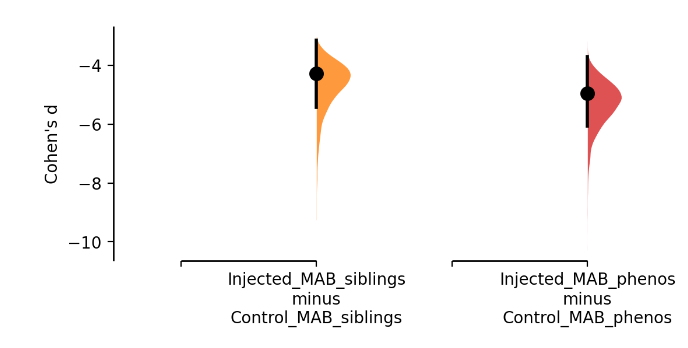 Cohen's d
−4
−6
−8
−10
Injected_MAB_siblings
minus
Control_MAB_siblings
Injected_MAB_phenos
minus
Control_MAB_phenos